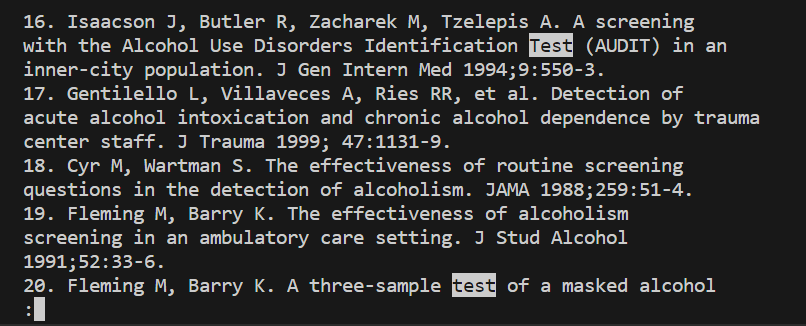 16. Isaacson J, Butler R, Zacharek M, Tzelepis A. A screening
with the Alcohol Use Disorders Identification Test (AUDIT) in an
inner-city population. J Gen Intern Med 1994;9:550-3.
17. Gentilello L, Villaveces A, Ries RR, et al. Detection of
acute alcohol intoxication and chronic alcohol dependence by trauma
center staff. J Trauma 1999; 47:1131-9.
18. Cyr M, Wartman S. The effectiveness of routine screening
questions in the detection of alcoholism. JAMA 1988;259:51-4.
19. Fleming M, Barry K. The effectiveness of alcoholism
screening in an ambulatory care setting. J Stud Alcohol
1991;52:33-6.
20. Fleming M, Barry K. A three-sample test of a masked alcohol
: